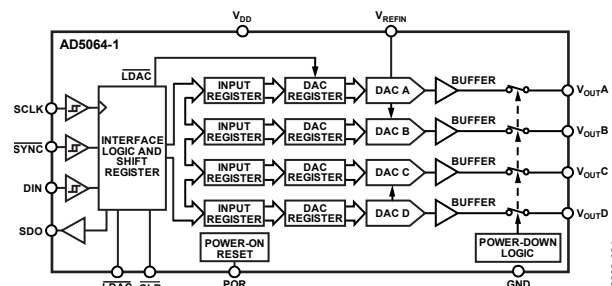 VDD
VREFIN
AD5064-1
LDAC
BUFFER
INPUT REGISTER
DAC REGISTER
DAC A
VOUTA
SCLK
BUFFER
INPUT REGISTER
DAC REGISTER
DAC B
VOUTB
SYNC
INTERFACE LOGIC AND SHIFT REGISTER
BUFFER
INPUT REGISTER
DAC REGISTER
DAC C
VOUTC
DIN
BUFFER
INPUT REGISTER
DAC REGISTER
DAC D
VOUTD
SDO
POWER-ON RESET
POWER-DOWN LOGIC
LDAC
CLR
POR
GND